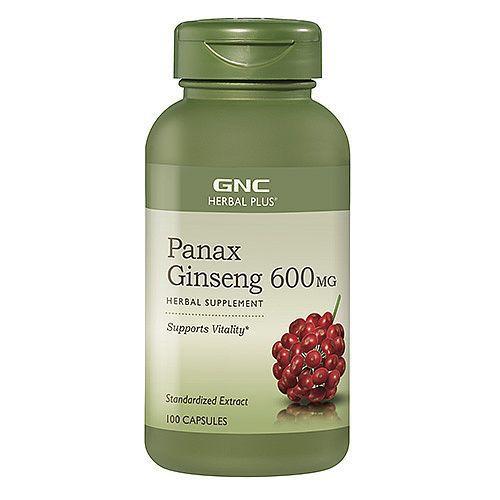 GNC
HERBAL PLUS®
Panax
Ginseng 600MG
HERBAL SUPPLEMENT
Supports Vitality*
Standardized Extract
100 CAPSULES